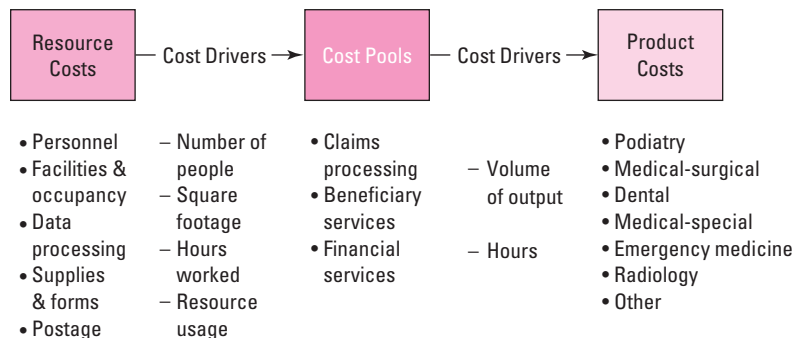 Resource
Costs
Cost Drivers
Cost Pools
Cost Drivers
Product
Costs
• Personnel
• Facilities &
occupancy
• Data
processing
• Supplies
& forms
• Postage
– Number of
people
– Square
footage
– Hours
worked
– Resource
usage
• Claims
processing
• Beneficiary
services
• Financial
services
– Volume
of output
– Hours
• Podiatry
• Medical-surgical
• Dental
• Medical-special
• Emergency medicine
• Radiology
• Other